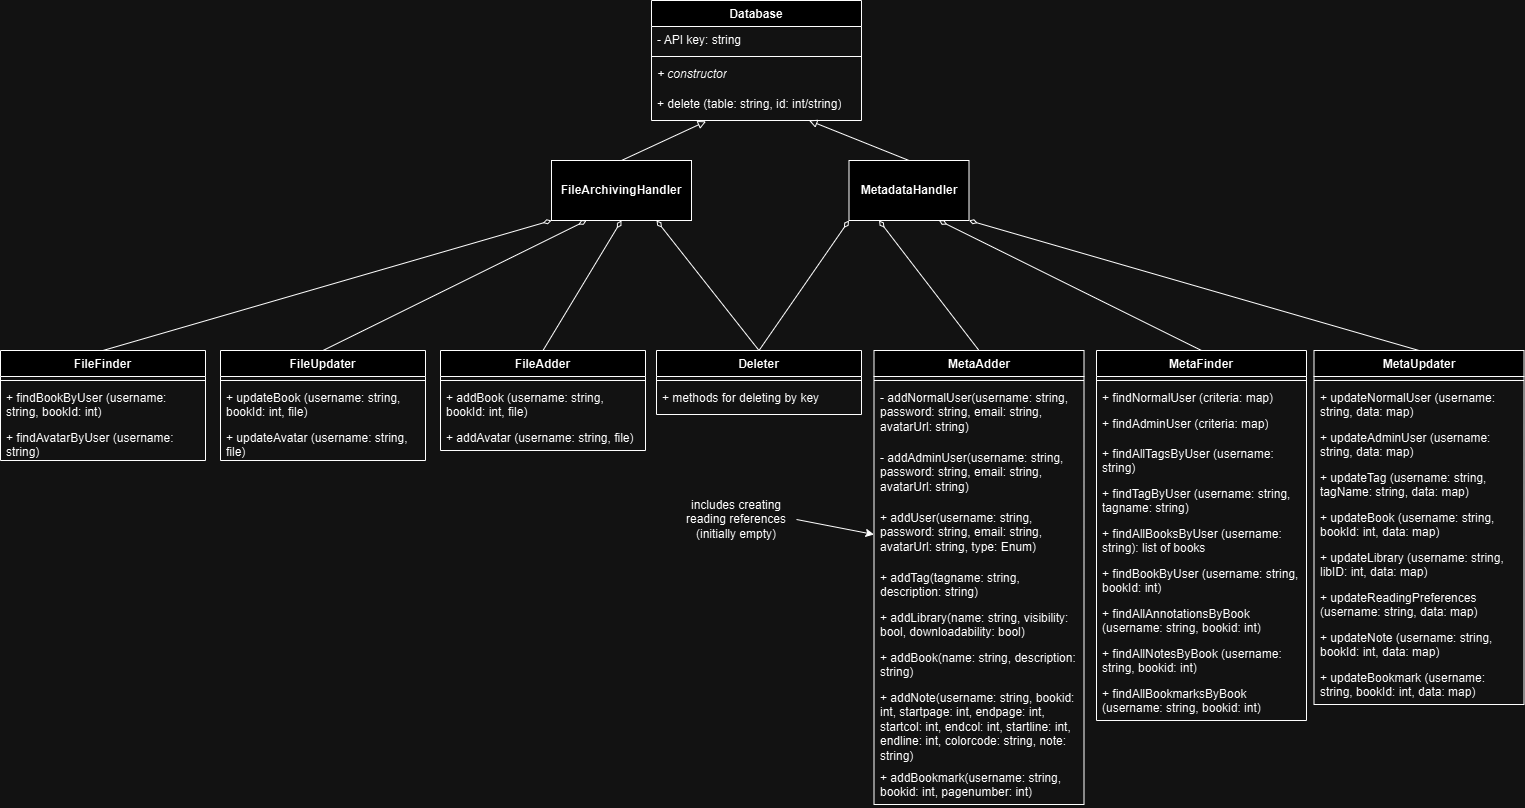 Database
- API key: string
+ constructor
+ delete (table: string, id: int/string)
FileArchivingHandler
MetadataHandler
FileFinder
+ findBookByUser (username:
string, bookId: int)
+ findAvatarByUser (username:
string)
FileUpdater
+ updateBook (username: string,
bookId: int, file)
+ updateAvatar (username: string,
file)
FileAdder
+ addBook (username: string,
bookId: int, file)
+ addAvatar (username: string, file)
Deleter
+ methods for deleting by key
includes creating
reading references
(initially empty)
MetaAdder
- addNormalUser(username: string,
password: string, email: string,
avatarUrl: string)
- addAdminUser(username: string,
password: string, email: string,
avatarUrl: string)
+ addUser(username: string,
password: string, email: string,
avatarUrl: string, type: Enum)
+ addTag(tagname: string,
description: string)
+ addLibrary(name: string, visibility:
bool, downloadability: bool)
+ addBook(name: string, description:
string)
+ addNote(username: string, bookid:
int, startpage: int, endpage: int,
startcol: int, endcol: int, startline: int,
endline: int, colorcode: string, note:
string)
+ addBookmark(username: string,
bookid: int, pagenumber: int)
MetaFinder
+ findNormalUser (criteria: map)
+ findAdminUser (criteria: map)
+ findAllTagsByUser (username:
string)
+ findTagByUser (username: string,
tagname: string)
+ findAllBooksByUser (username:
string): list of books
+ findBookByUser (username: string,
bookId: int)
+ findAllAnnotationsByBook
(username: string, bookid: int)
+ findAllNotesByBook (username:
string, bookid: int)
+ findAllBookmarksByBook
(username: string, bookid: int)
MetaUpdater
+ updateNormalUser (username:
string, data: map)
+ updateAdminUser (username:
string, data: map)
+ updateTag (username: string,
tagName: string, data: map)
+ updateBook (username: string,
bookId: int, data: map)
+ updateLibrary (username: string,
libID: int, data: map)
+ updateReadingPreferences
(username: string, data: map)
+ updateNote (username: string,
bookId: int, data: map)
+ updateBookmark (username:
string, bookId: int, data: map)